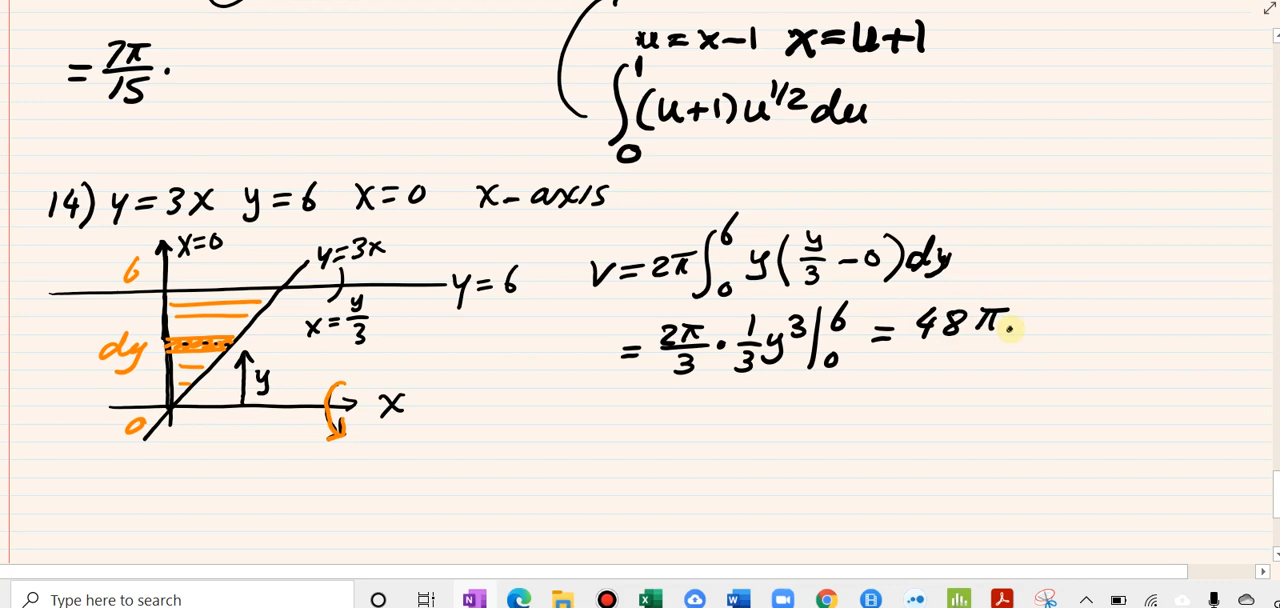 = 7π/15.
u = x-1 x = u+1
∫₀¹ (u+1) u^1/2 du
14) y = 3x y = 6 x = 0 x-axis
x=0
6
y=3x
y = 6
x = y/3
dy
y
0
x
V = 2π ∫₀⁶ y (y/3 - 0) dy
= 2π/3 · 1/3 y³ |₀⁶ = 48π.
Type here to search